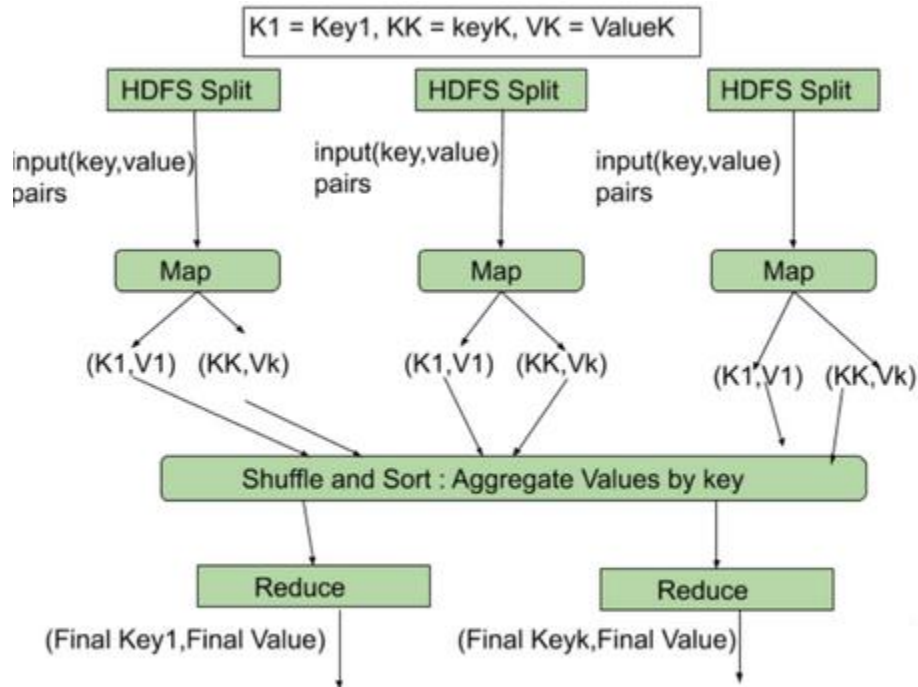 K1 = Key1, KK = keyK, VK = ValueK
HDFS Split
HDFS Split
HDFS Split
input(key,value)
pairs
input(key,value)
pairs
input(key,value)
pairs
Map
Map
Map
(K1,V1)
(KK,Vk)
(K1,V1)
(KK,Vk)
(K1,V1)
(KK,Vk)
Shuffle and Sort : Aggregate Values by key
Reduce
Reduce
(Final Key1,Final Value)
(Final Keyk,Final Value)